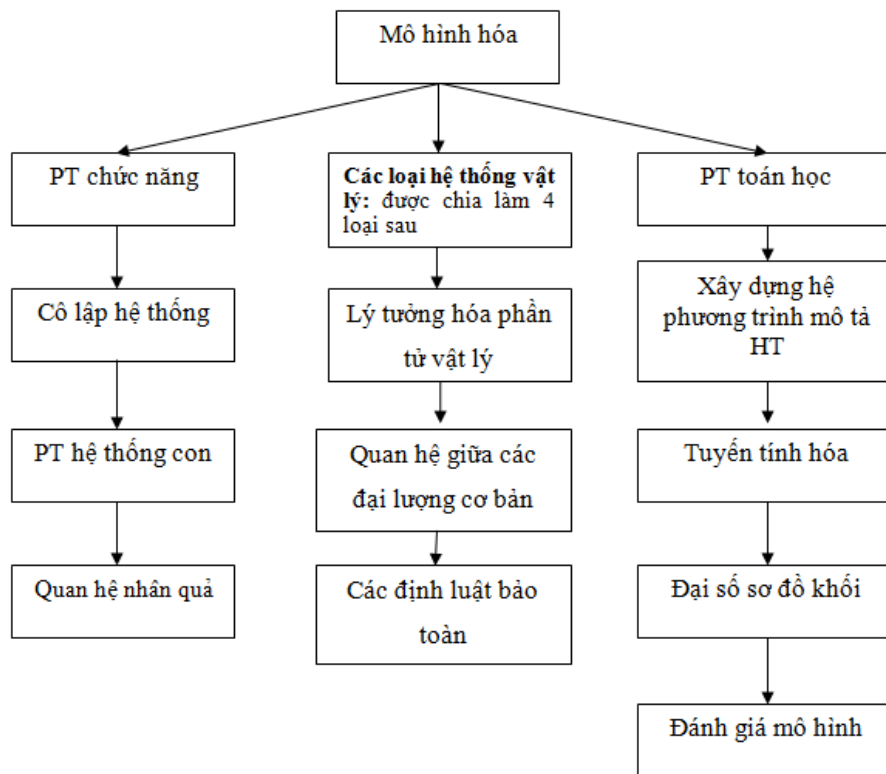 Mô hình hóa
PT chức năng
Cô lập hệ thống
PT hệ thống con
Quan hệ nhân quả
Các loại hệ thống vật
lý: được chia làm 4
loại sau
Lý tưởng hóa phần
tử vật lý
Quan hệ giữa các
đại lượng cơ bản
Các định luật bảo
toàn
PT toán học
Xây dựng hệ
phương trình mô tả
HT
Tuyến tính hóa
Đại số sơ đồ khối
Đánh giá mô hình